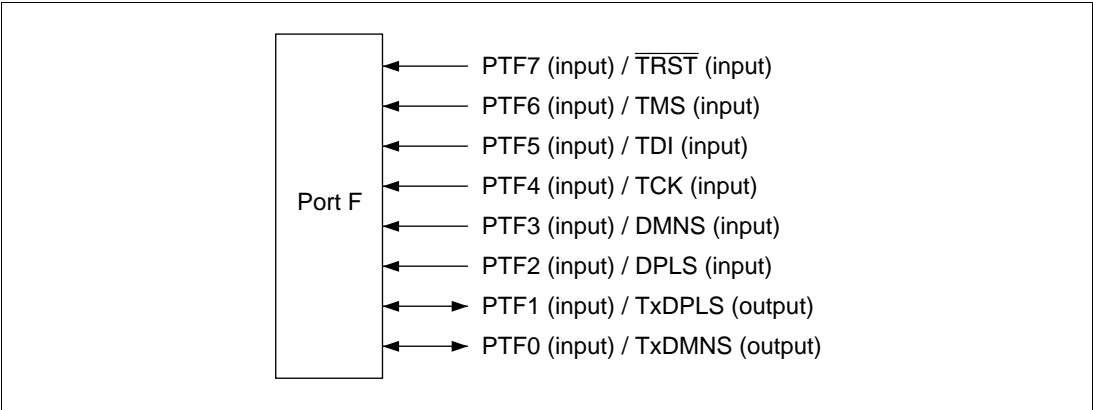 PTF7 (input) / T̅R̅S̅T̅ (input)
PTF6 (input) / TMS (input)
PTF5 (input) / TDI (input)
PTF4 (input) / TCK (input)
Port F
PTF3 (input) / DMNS (input)
PTF2 (input) / DPLS (input)
PTF1 (input) / TxDPLS (output)
PTF0 (input) / TxDMNS (output)